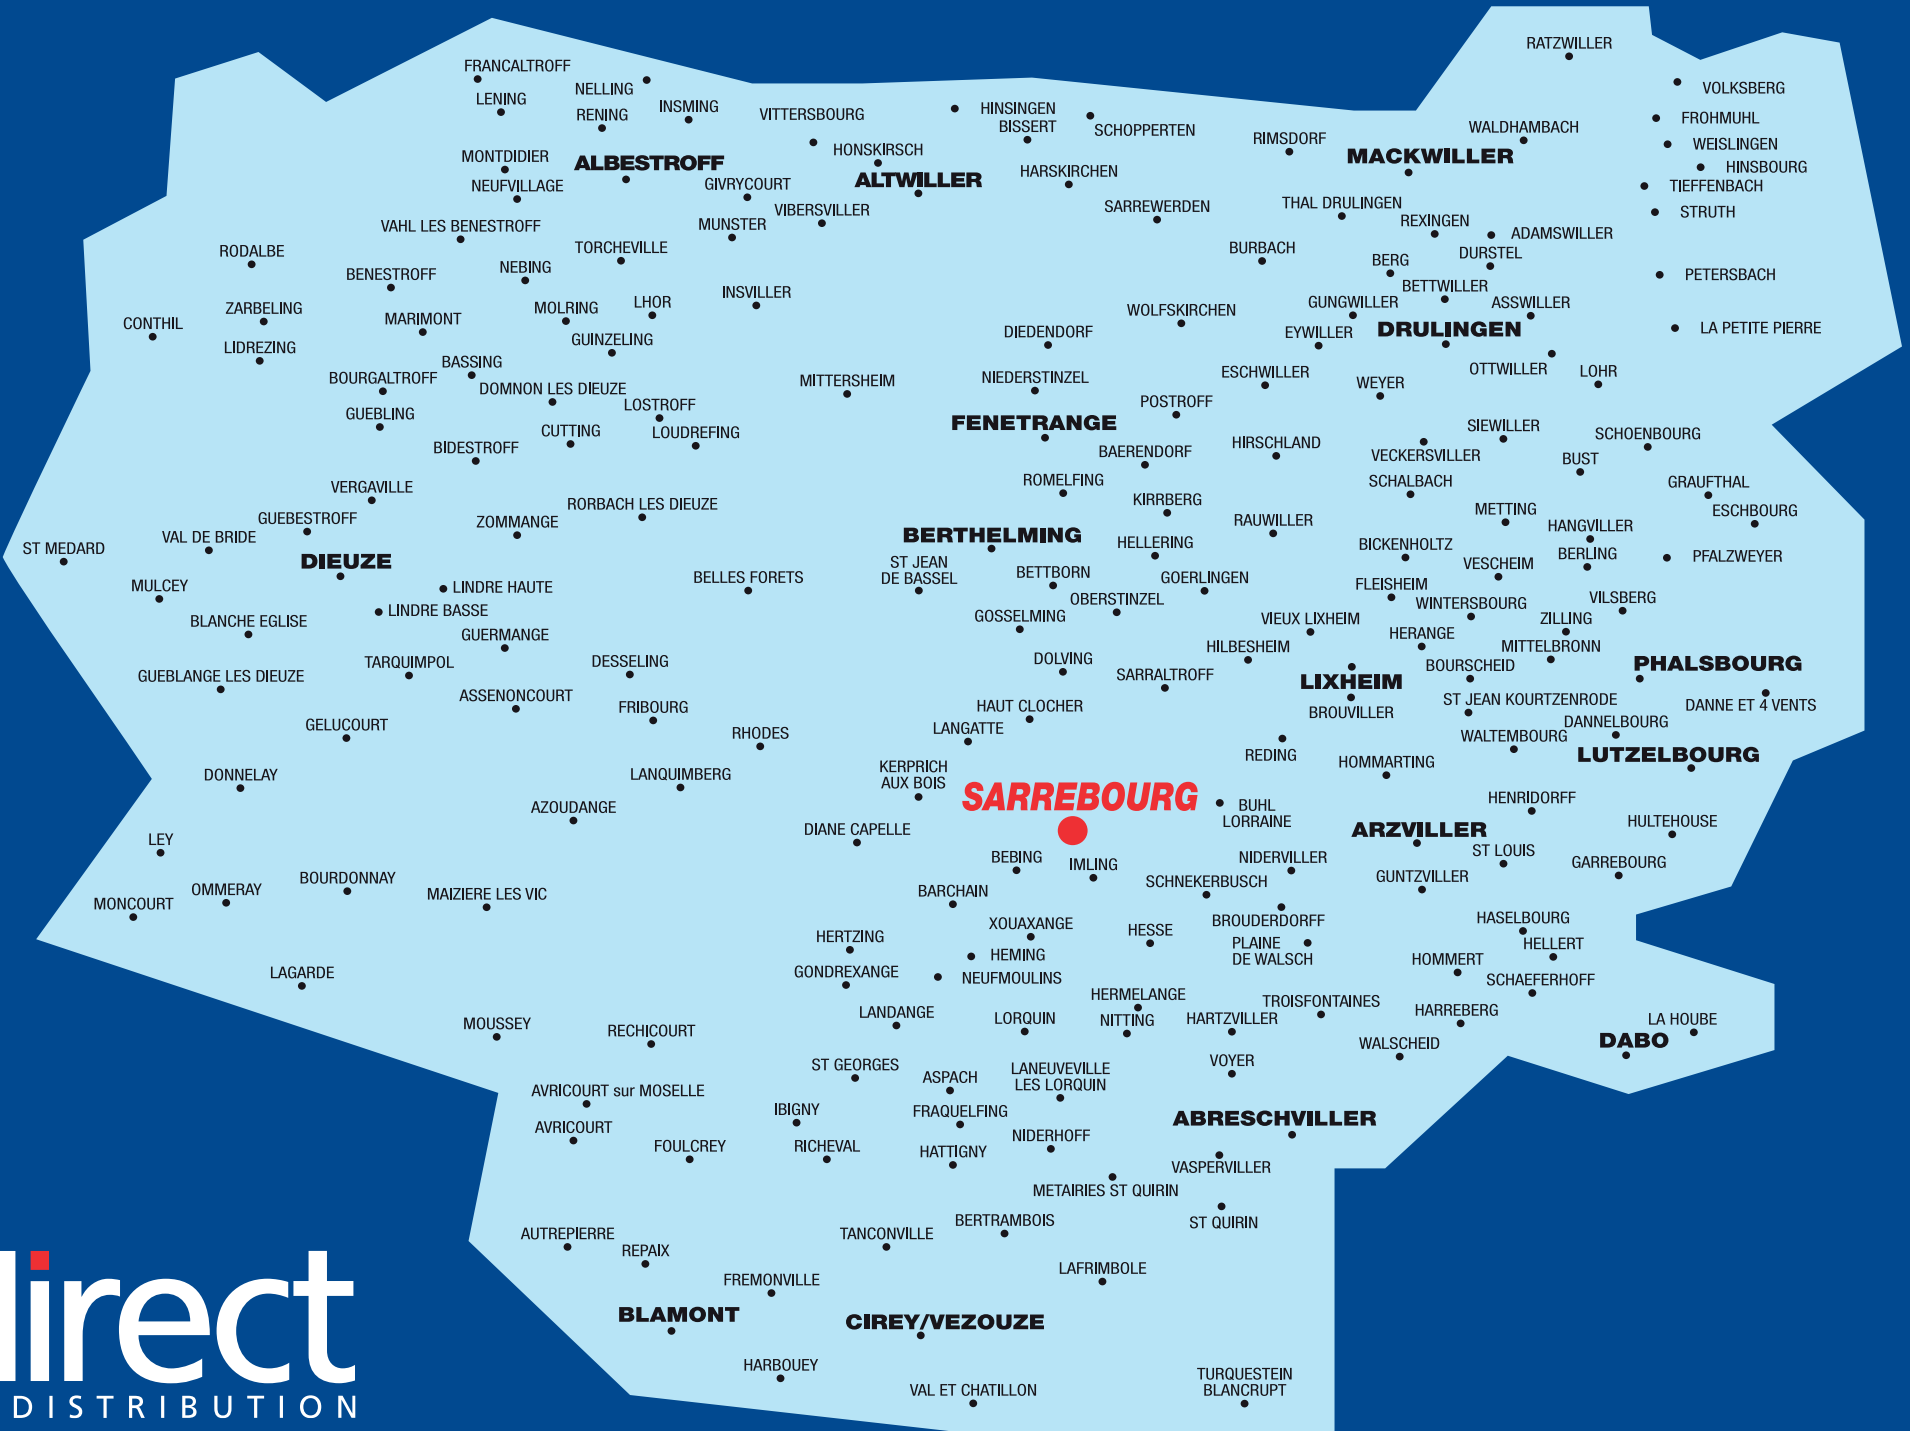 RATZWILLER
FRANCALTROFF
NELLING
VOLKSBERG
LENING
RENING
INSMING
VITTERSBOURG
HINSINGEN
BISSERT
SCHOPPERTEN
RIMSDORF
WALDHAMBACH
FROHMUHL
WEISLINGEN
HINSBOURG
TIEFFENBACH
STRUTH
MONTDIDIER
ALBESTROFF
HONSKIRSCH
ALTWILLER
HARSKIRCHEN
MACKWILLER
NEUFVILLAGE
GIVRYCOURT
VIBERSVILLER
SARREWERDEN
THAL DRULINGEN
REXINGEN
ADAMSWILLER
VAHL LES BENESTROFF
MUNSTER
RODALBE
TORCHEVILLE
BURBACH
DURSTEL
BERG
BENESTROFF
NEBING
PETERSBACH
BETTWILLER
INSVILLER
ZARBELING
MOLRING
LHOR
WOLFSKIRCHEN
GUNGWILLER
ASSWILLER
CONTHIL
MARIMONT
DIEDENDORF
EYWILLER
DRULINGEN
LA PETITE PIERRE
LIDREZING
GUINZELING
BASSING
BOURGALTROFF
DOMNON LES DIEUZE
MITTERSHEIM
NIEDERSTINZEL
ESCHWILLER
WEYER
OTTWILLER
LOHR
GUEBLING
LOSTROFF
POSTROFF
CUTTING
LOUDREFING
FENETRANGE
SIEWILLER
SCHOENBOURG
BIDESTROFF
BAERENDORF
HIRSCHLAND
VECKERSVILLER
BUST
VERGAVILLE
ROMELFING
SCHALBACH
GRAUFTHAL
RORBACH LES DIEUZE
KIRRBERG
METTING
ESCHBOURG
GUEBESTROFF
ZOMMANGE
RAUWILLER
HANGVILLER
VAL DE BRIDE
BERTHELMING
HELLERING
BICKENHOLTZ
BERLING
PFALZWEYER
ST MEDARD
DIEUZE
ST JEAN
DE BASSEL
BETTBORN
VESCHEIM
MULCEY
LINDRE HAUTE
BELLES FORETS
GOERLINGEN
FLEISHEIM
LINDRE BASSE
OBERSTINZEL
WINTERSBOURG
VILSBERG
BLANCHE EGLISE
GUERMANGE
GOSSELMING
VIEUX LIXHEIM
HERANGE
ZILLING
TARQUIMPOL
DESSELING
DOLVING
HILBESHEIM
MITTELBRONN
GUEBLANGE LES DIEUZE
SARRALTROFF
LIXHEIM
BOURSCHEID
PHALSBOURG
ASSENONCOURT
FRIBOURG
HAUT CLOCHER
BROUVILLER
ST JEAN KOURTZENRODE
DANNE ET 4 VENTS
GELUCOURT
RHODES
LANGATTE
DANNELBOURG
WALTEMBOURG
REDING
HOMMARTING
LUTZELBOURG
DONNELAY
LANQUIMBERG
KERPRICH
AUX BOIS
SARREBOURG
AZOUDANGE
BUHL
LORRAINE
HENRIDORFF
LEY
DIANE CAPELLE
ARZVILLER
HULTEHOUSE
BEBING
IMLING
NIDERVILLER
ST LOUIS
GARREBOURG
OMMERAY
BOURDONNAY
MAIZIERE LES VIC
BARCHAIN
SCHNEKERBUSCH
GUNTZVILLER
MONCOURT
XOUAXANGE
HESSE
BROUDERDORFF
HASELBOURG
HERTZING
HEMING
PLAINE
DE WALSCH
HELLERT
LAGARDE
GONDREXANGE
NEUFMOULINS
HOMMERT
SCHAEFERHOFF
HERMELANGE
TROISFONTAINES
MOUSSEY
RECHICOURT
LANDANGE
LORQUIN
NITTING
HARTZVILLER
HARREBERG
LA HOUBE
WALSCHEID
DABO
ST GEORGES
ASPACH
LANEUVEVILLE
LES LORQUIN
VOYER
AVRICOURT sur MOSELLE
IBIGNY
FRAQUELFING
ABRESCHVILLER
AVRICOURT
FOULCREY
RICHEVAL
HATTIGNY
NIDERHOFF
VASPERVILLER
METAIRIES ST QUIRIN
ST QUIRIN
AUTREPIERRE
REPAIX
TANCONVILLE
BERTRAMBOIS
FREMONVILLE
LAFRIMBOLE
BLAMONT
CIREY/VEZOUZE
HARBOUEY
VAL ET CHATILLON
TURQUESTEIN
BLANCRUPT
direct
DISTRIBUTION